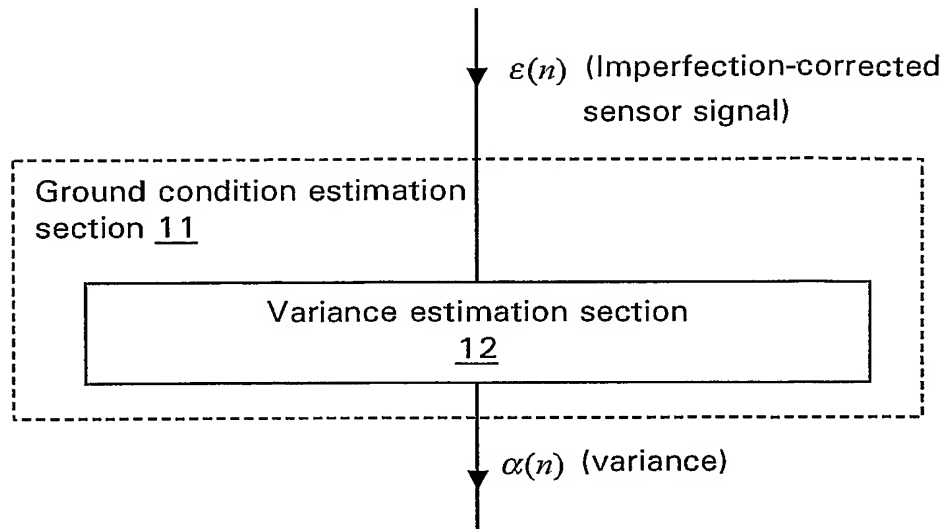 ε(n) (Imperfection-corrected
sensor signal)
Ground condition estimation
section 11
Variance estimation section
12
α(n) (variance)